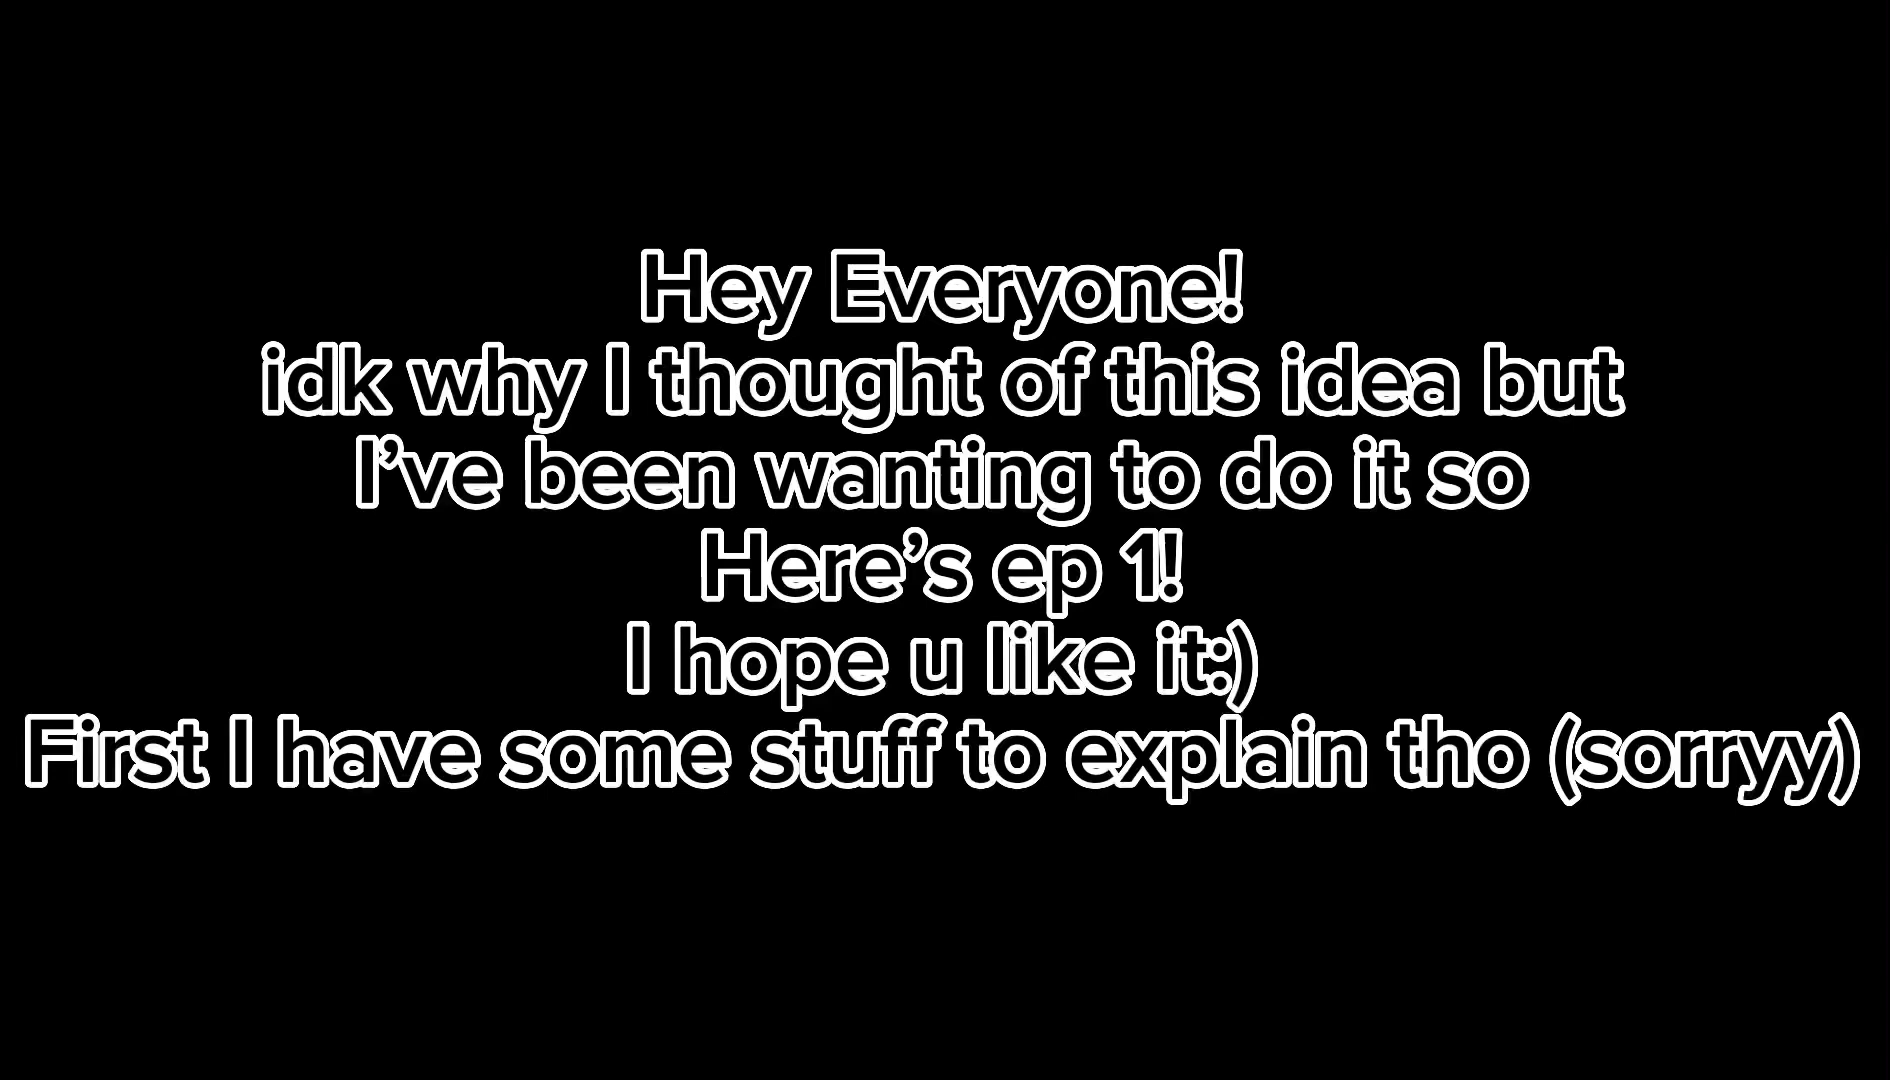 Hey Everyone!
idk why I thought of this idea but
I’ve been wanting to do it so
Here’s ep 1!
I hope u like it:)
First I have some stuff to explain tho (sorryy)